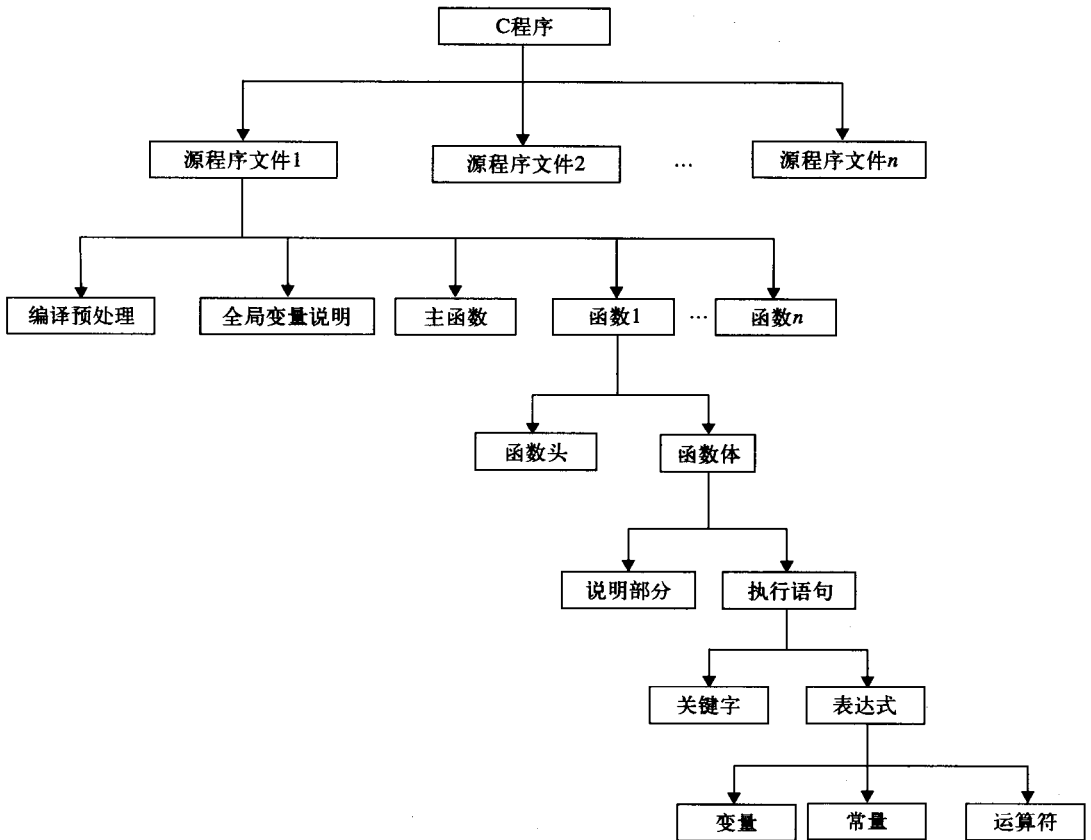 C程序
源程序文件1
源程序文件2
…
源程序文件n
编译预处理
全局变量说明
主函数
函数1
…
函数n
函数头
函数体
说明部分
执行语句
关键字
表达式
变量
常量
运算符